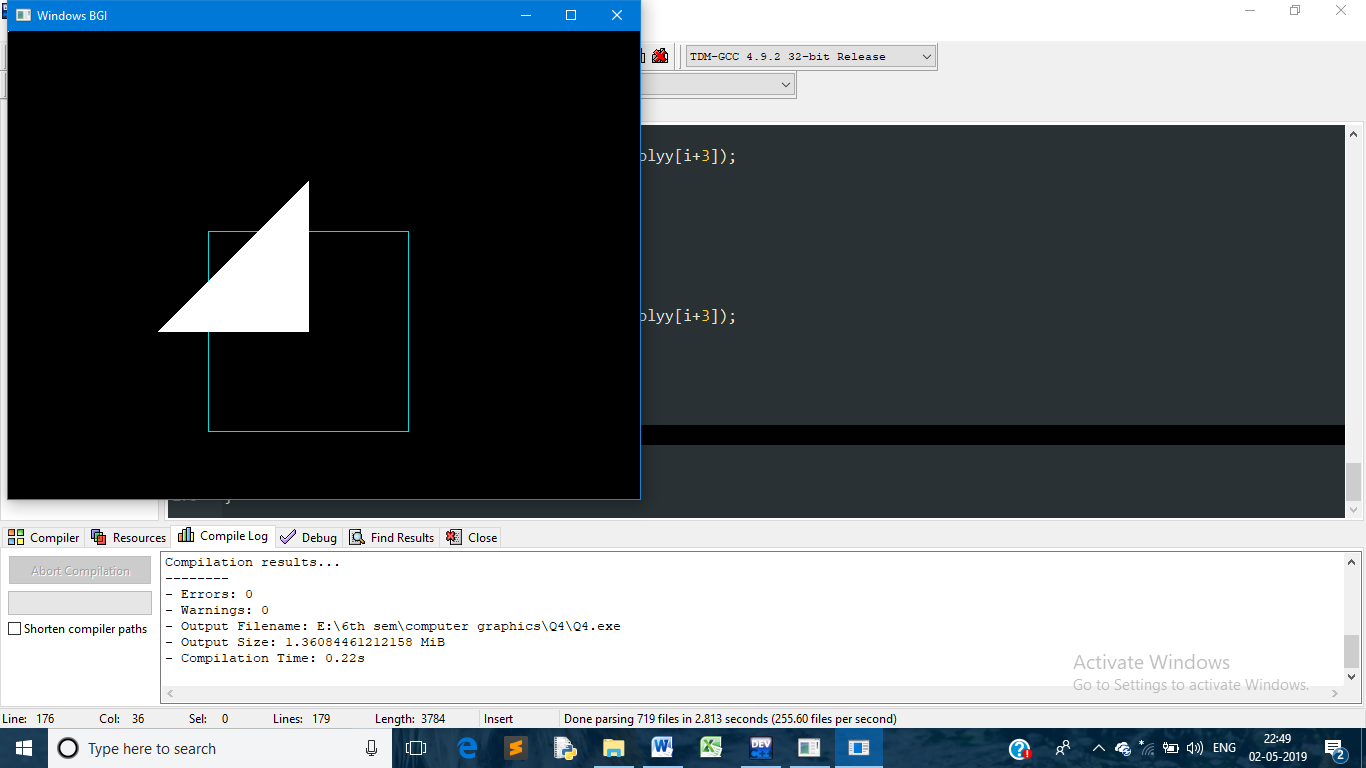 Windows BGI
TDM-GCC 4.9.2 32-bit Release
olyy[i+3]);
olyy[i+3]);
Compiler
Resources
Compile Log
Debug
Find Results
Close
Abort Compilation
Shorten compiler paths
Compilation results...
--------
- Errors: 0
- Warnings: 0
- Output Filename: E:\6th sem\computer graphics\Q4\Q4.exe
- Output Size: 1.36084461212158 MiB
- Compilation Time: 0.22s
Activate Windows
Go to Settings to activate Windows.
Line: 176 Col: 36 Sel: 0 Lines: 179 Length: 3784 Insert Done parsing 719 files in 2.813 seconds (255.60 files per second)
Type here to search
DEV
ENG
22:49
02-05-2019
2